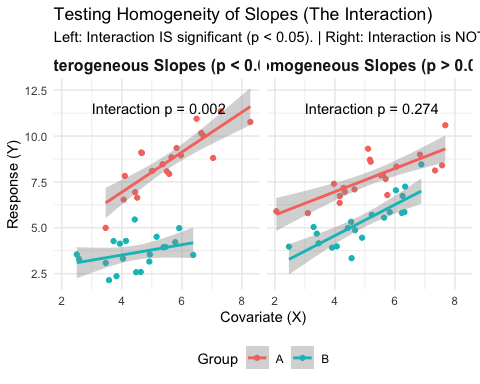 Testing Homogeneity of Slopes (The Interaction)
Left: Interaction IS significant (p < 0.05). | Right: Interaction is NOT
terogeneous Slopes (p < 0.0
mogeneous Slopes (p > 0.0
Interaction p = 0.002
Interaction p = 0.274
12.5
10.0
7.5
5.0
2.5
Response (Y)
2 4 6 8 2 4 6 8
Covariate (X)
Group A B